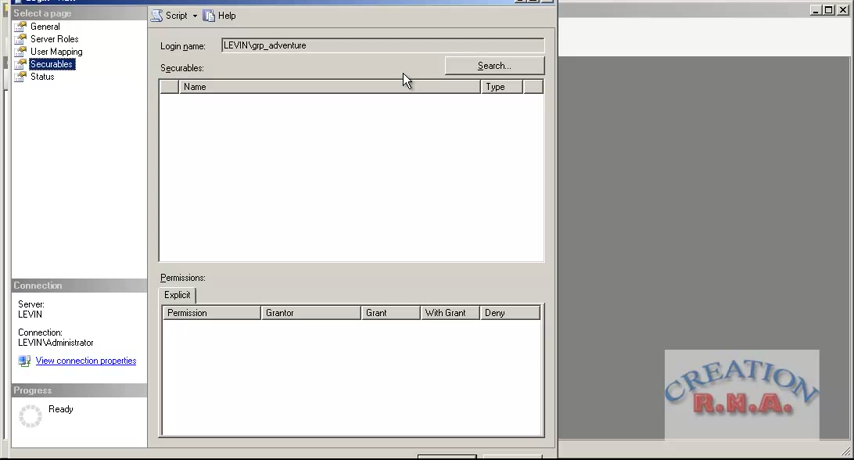 Select a page
General
Server Roles
User Mapping
Securables
Status
Script
Help
Login name:
LEVIN\grp_adventure
Securables:
Search...
Name
Type
Permissions:
Explicit
Permission
Grantor
Grant
With Grant
Deny
Connection
Server:
LEVIN
Connection:
LEVIN\Administrator
View connection properties
Progress
Ready
CREATION
R.N.A.